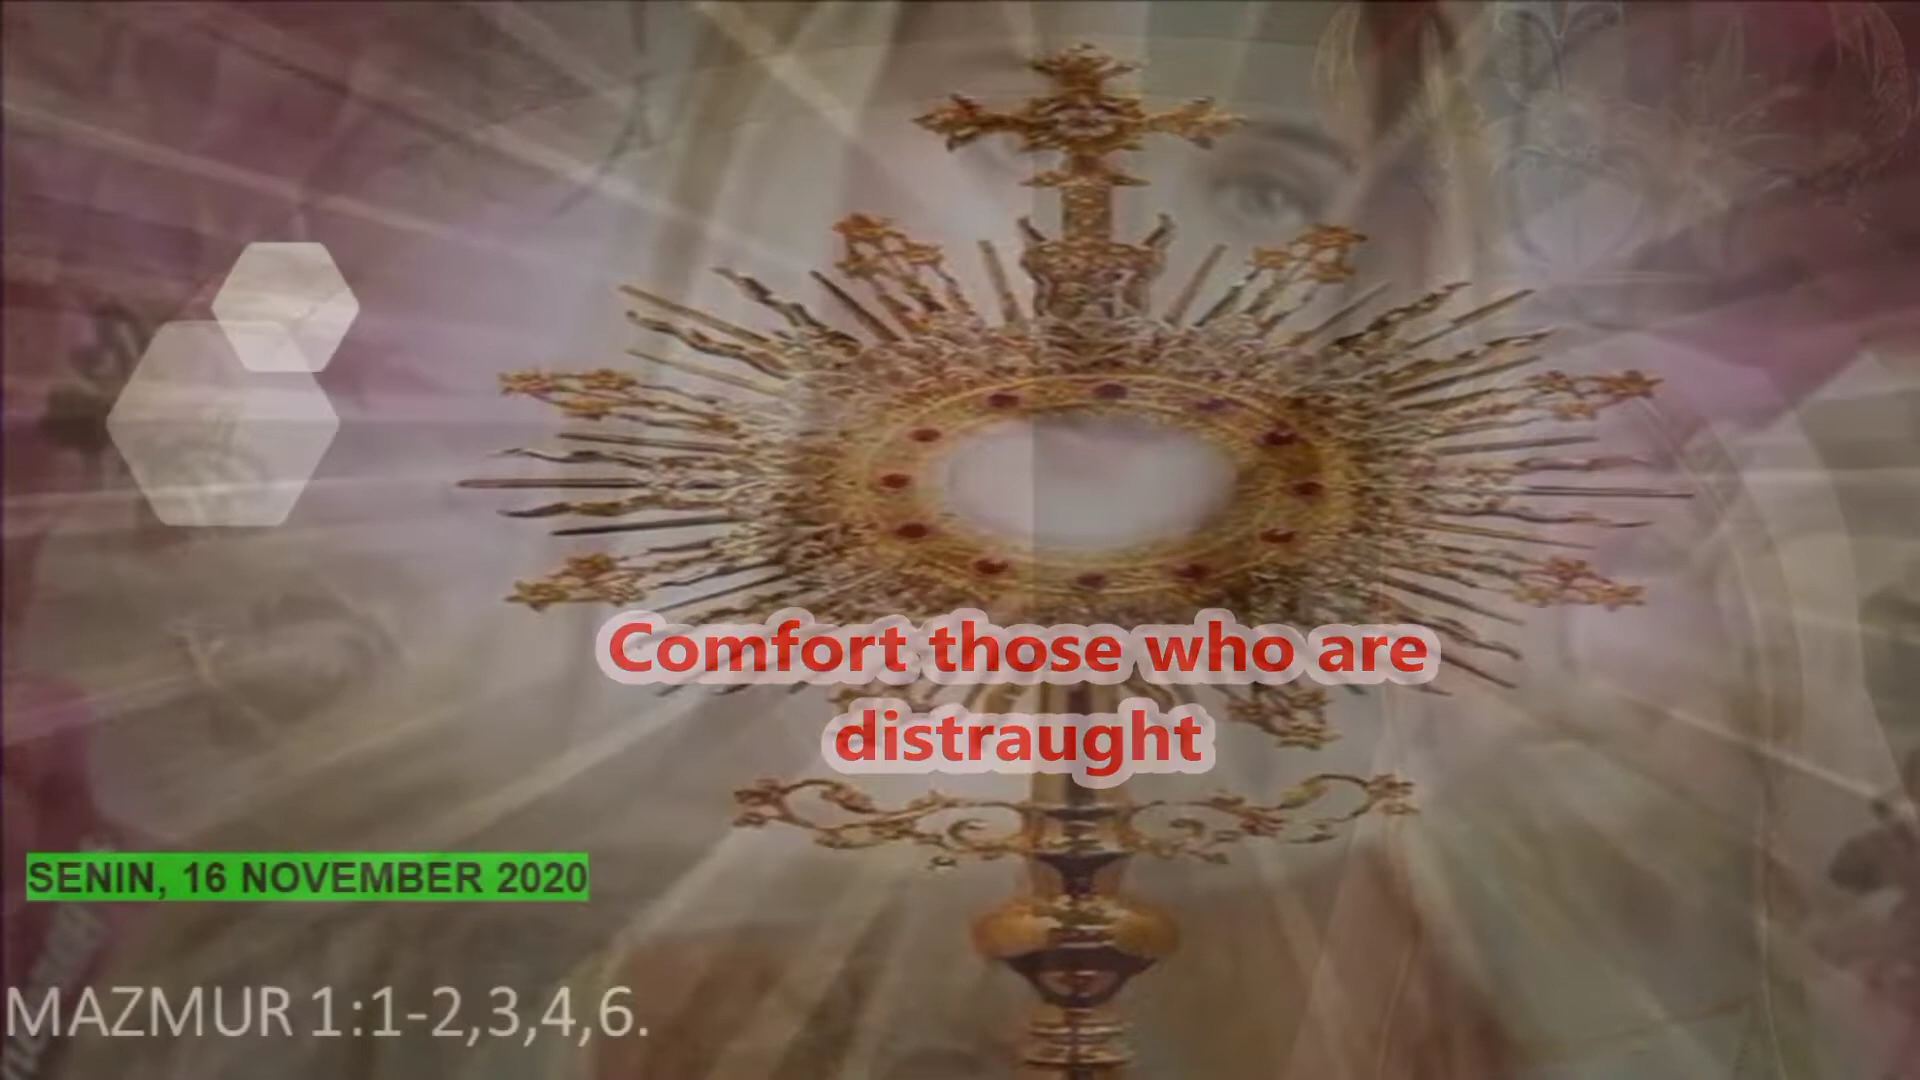 Comfort those who are
distraught
SENIN, 16 NOVEMBER 2020
MAZMUR 1:1-2,3,4,6.